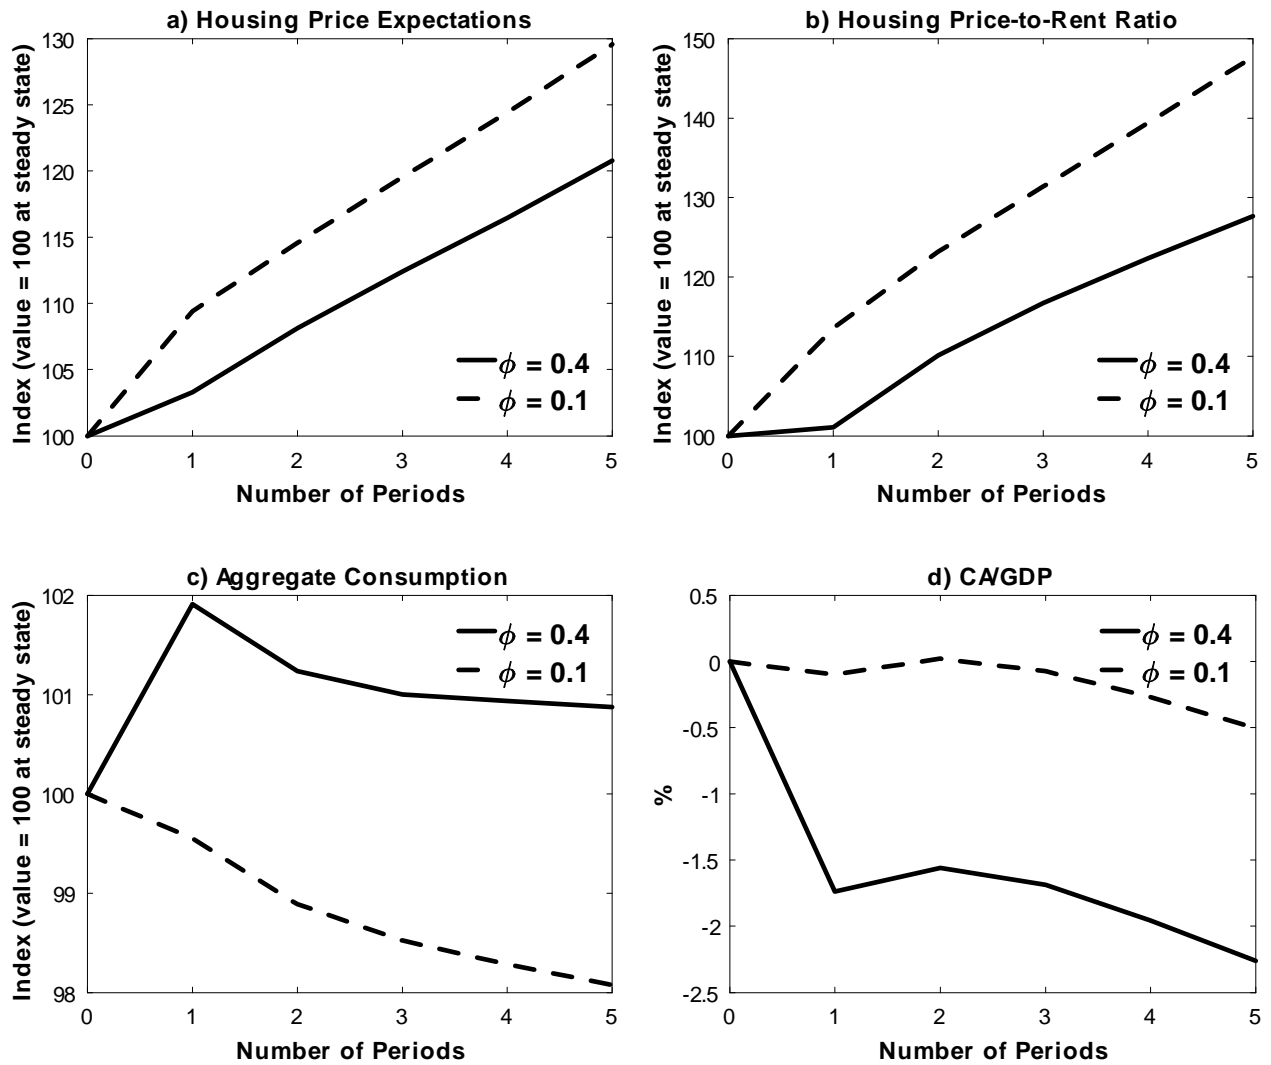 a) Housing Price Expectations
Index (value = 100 at steady state)
130
125
120
115
110
105
100
ϕ = 0.4
ϕ = 0.1
0 1 2 3 4 5
Number of Periods
b) Housing Price-to-Rent Ratio
Index (value = 100 at steady state)
150
140
130
120
110
100
ϕ = 0.4
ϕ = 0.1
0 1 2 3 4 5
Number of Periods
c) Aggregate Consumption
Index (value = 100 at steady state)
102
101
100
99
98
ϕ = 0.4
ϕ = 0.1
0 1 2 3 4 5
Number of Periods
d) CA/GDP
%
0.5
0
-0.5
-1
-1.5
-2
-2.5
ϕ = 0.4
ϕ = 0.1
0 1 2 3 4 5
Number of Periods